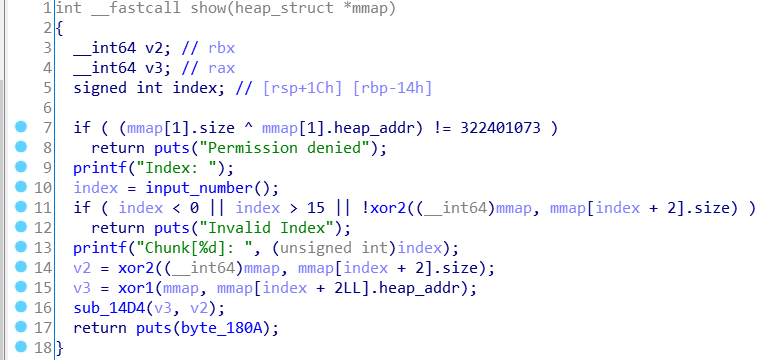 1 int __fastcall show(heap_struct *mmap)
2 {
3   __int64 v2; // rbx
4   __int64 v3; // rax
5   signed int index; // [rsp+1Ch] [rbp-14h]
6
7   if ( (mmap[1].size ^ mmap[1].heap_addr) != 322401073 )
8     return puts("Permission denied");
9   printf("Index: ");
10   index = input_number();
11   if ( index < 0 || index > 15 || !xor2((__int64)mmap, mmap[index + 2].size) )
12     return puts("Invalid Index");
13   printf("Chunk[%d]: ", (unsigned int)index);
14   v2 = xor2((__int64)mmap, mmap[index + 2].size);
15   v3 = xor1(mmap, mmap[index + 2LL].heap_addr);
16   sub_14D4(v3, v2);
17   return puts(byte_180A);
18 }